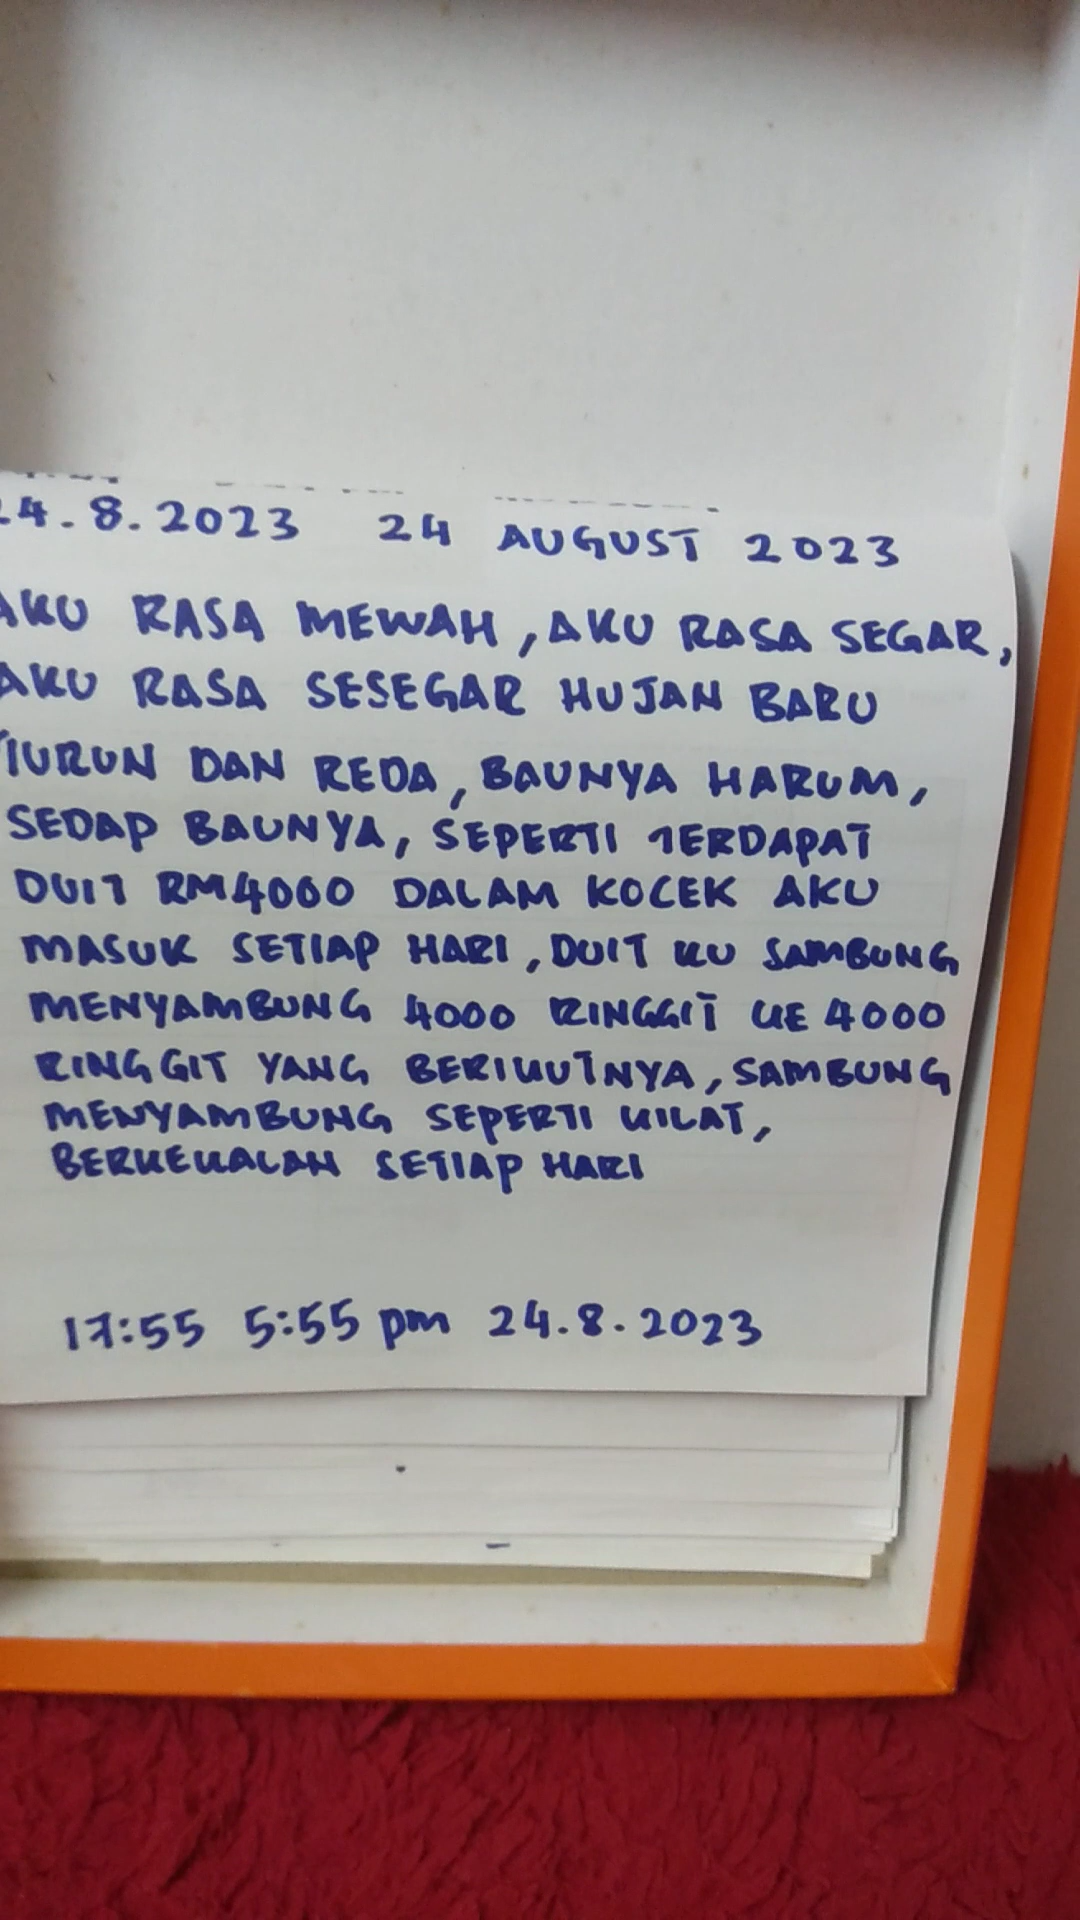 24.8.2023 24 AUGUST 2023
AKU RASA MEWAH, AKU RASA SEGAR,
AKU RASA SESEGAR HUJAN BARU
TURUN DAN REDA, BAUNYA HARUM,
SEDAP BAUNYA, SEPERTI TERDAPAT
DUIT RM4000 DALAM KOCEK AKU
MASUK SETIAP HARI, DUIT KU SAMBUNG
MENYAMBUNG 4000 RINGGIT KE 4000
RINGGIT YANG BERIKUTNYA, SAMBUNG
MENYAMBUNG SEPERTI KILAT,
BERKEKALAN SETIAP HARI
17:55 5:55 pm 24.8.2023